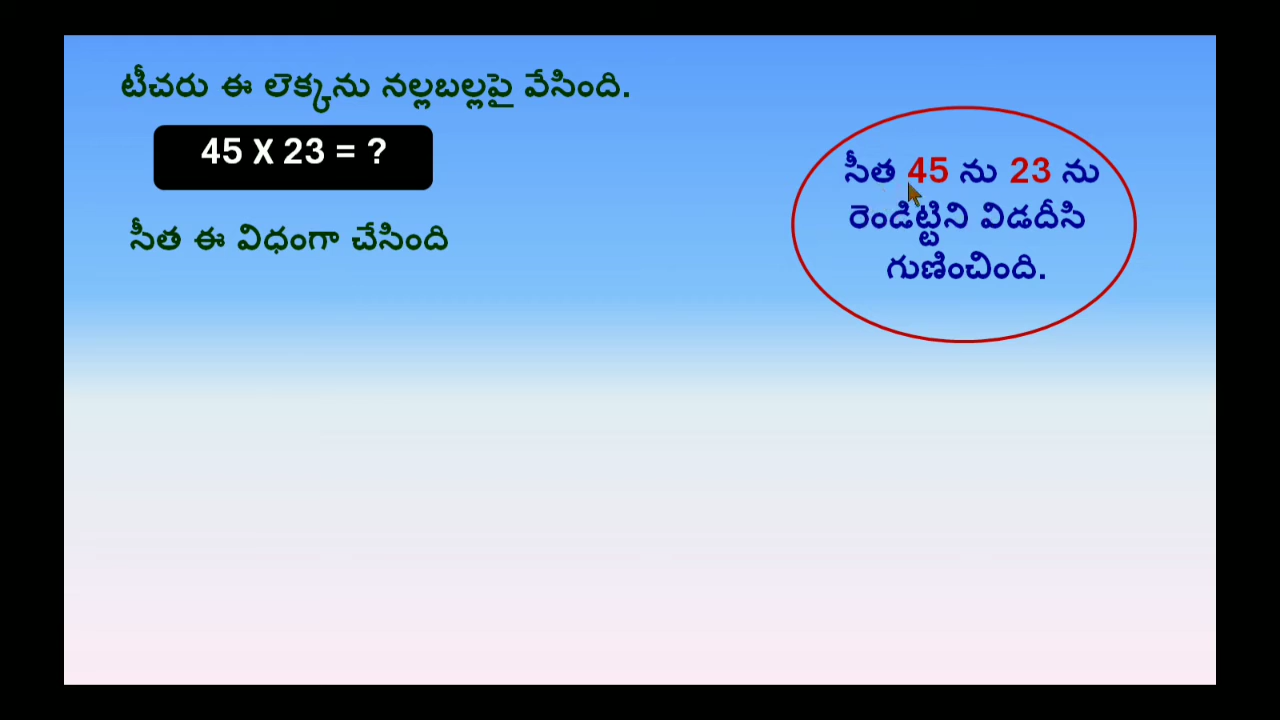 టీచరు ఈ లెక్కను నల్లబల్లపై వేసింది.
45 X 23 = ?
సీత ఈ విధంగా చేసింది
సీత 45 ను 23 ను
రెండిట్టిని విడదీసి
గుణించింది.